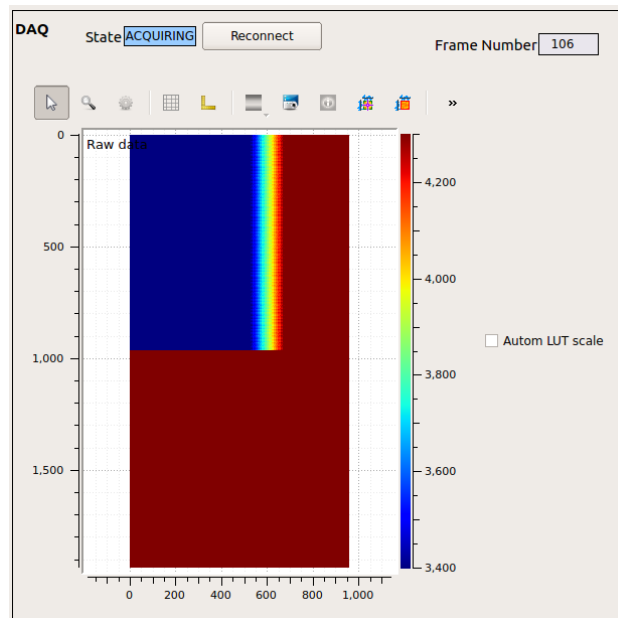 DAQ
State ACQUIRING Reconnect
Frame Number 106
»
Raw data
0
500
1,000
1,500
0 200 400 600 800 1,000
4,200
4,000
3,800
3,600
3,400
Autom LUT scale